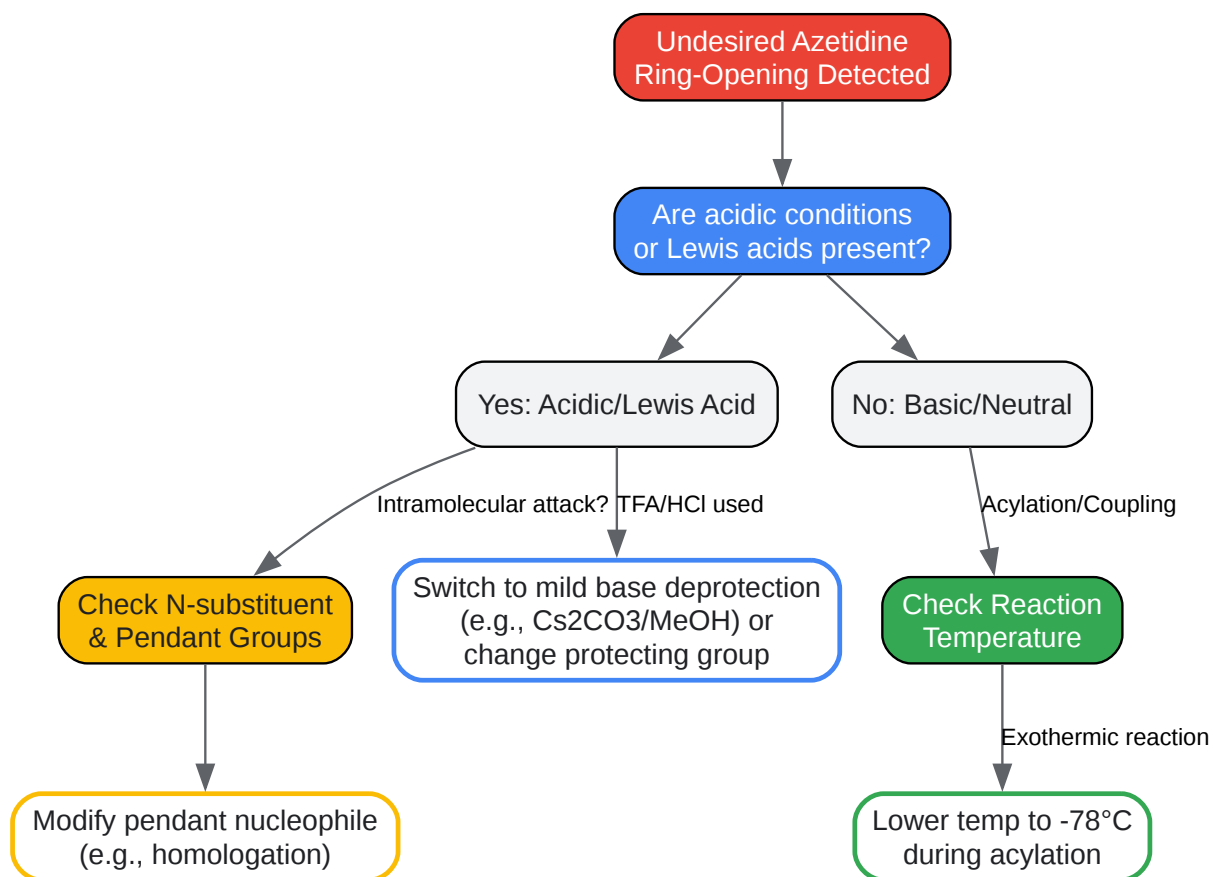 Undesired Azetidine
Ring-Opening Detected
Are acidic conditions
or Lewis acids present?
Yes: Acidic/Lewis Acid
No: Basic/Neutral
Intramolecular attack?
TFA/HCl used
Acylation/Coupling
Check N-substituent
& Pendant Groups
Switch to mild base deprotection
(e.g., Cs2CO3/MeOH) or
change protecting group
Check Reaction
Temperature
Exothermic reaction
Modify pendant nucleophile
(e.g., homologation)
Lower temp to -78°C
during acylation